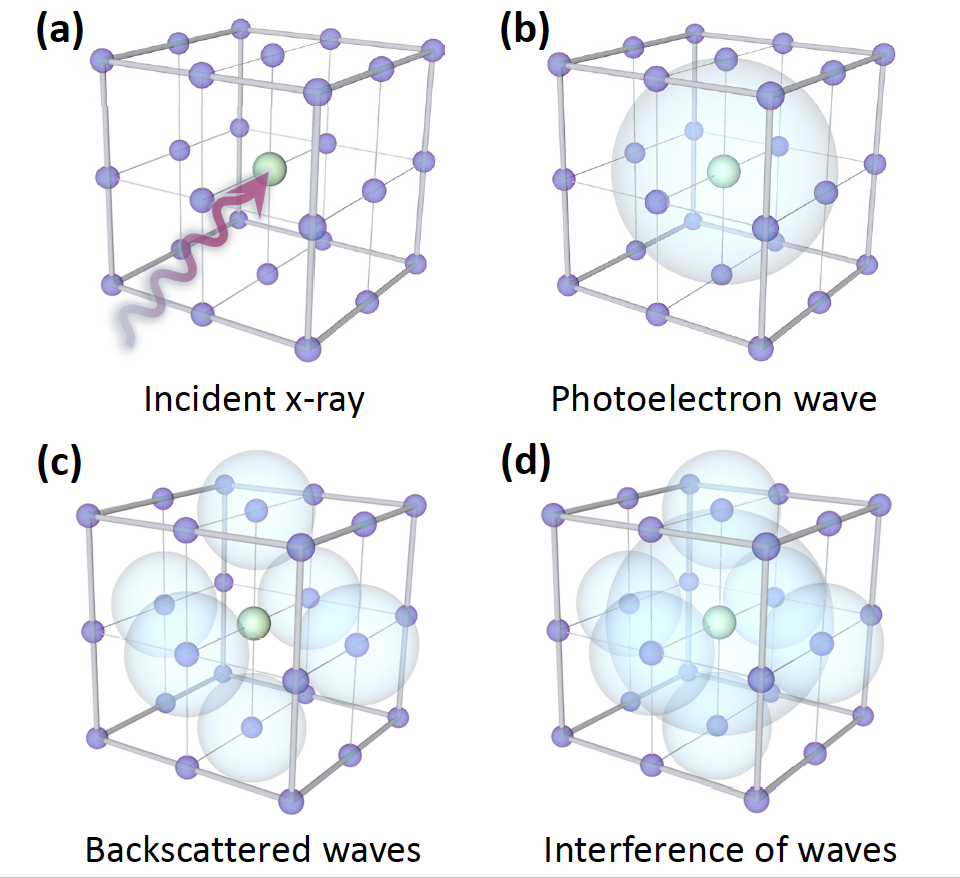 (a)
(b)
Incident x-ray
Photoelectron wave
(c)
(d)
Backscattered waves
Interference of waves